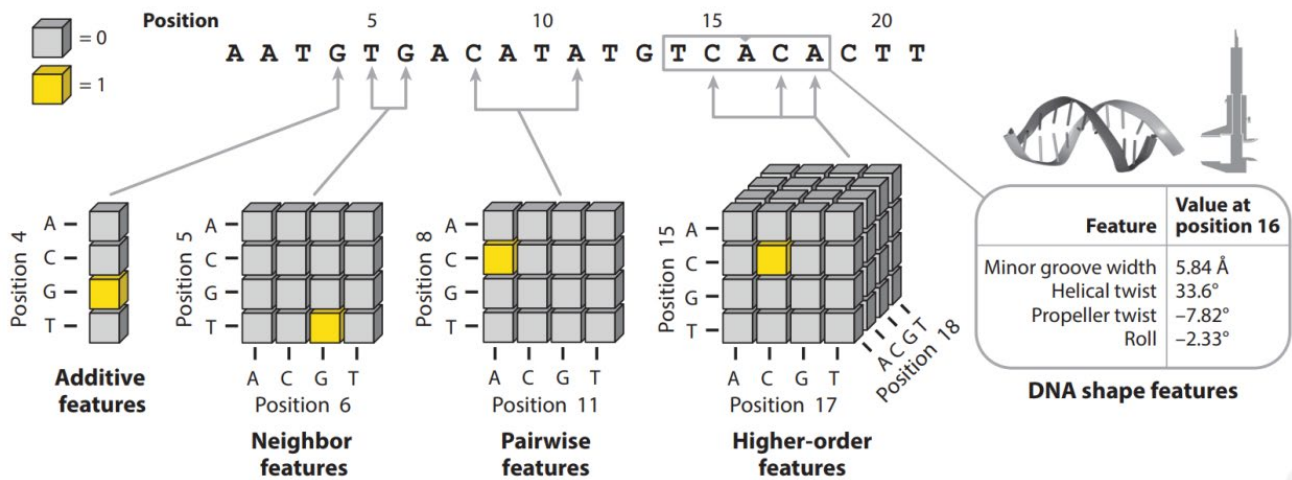 = 0
= 1
Position 5 10 15 20
A A T G T G A C A T A T G T C A C A C T T
Position 4
A
C
G
T
Additive
features
Position 5
A
C
G
T
A C G T
Position 6
Neighbor
features
Position 8
A
C
G
T
A C G T
Position 11
Pairwise
features
Position 15
A
C
G
T
A C G T
Position 17
A C G T
Position 18
Higher-order
features
Feature Value at
position 16
Minor groove width 5.84 Å
Helical twist 33.6°
Propeller twist –7.82°
Roll –2.33°
DNA shape features